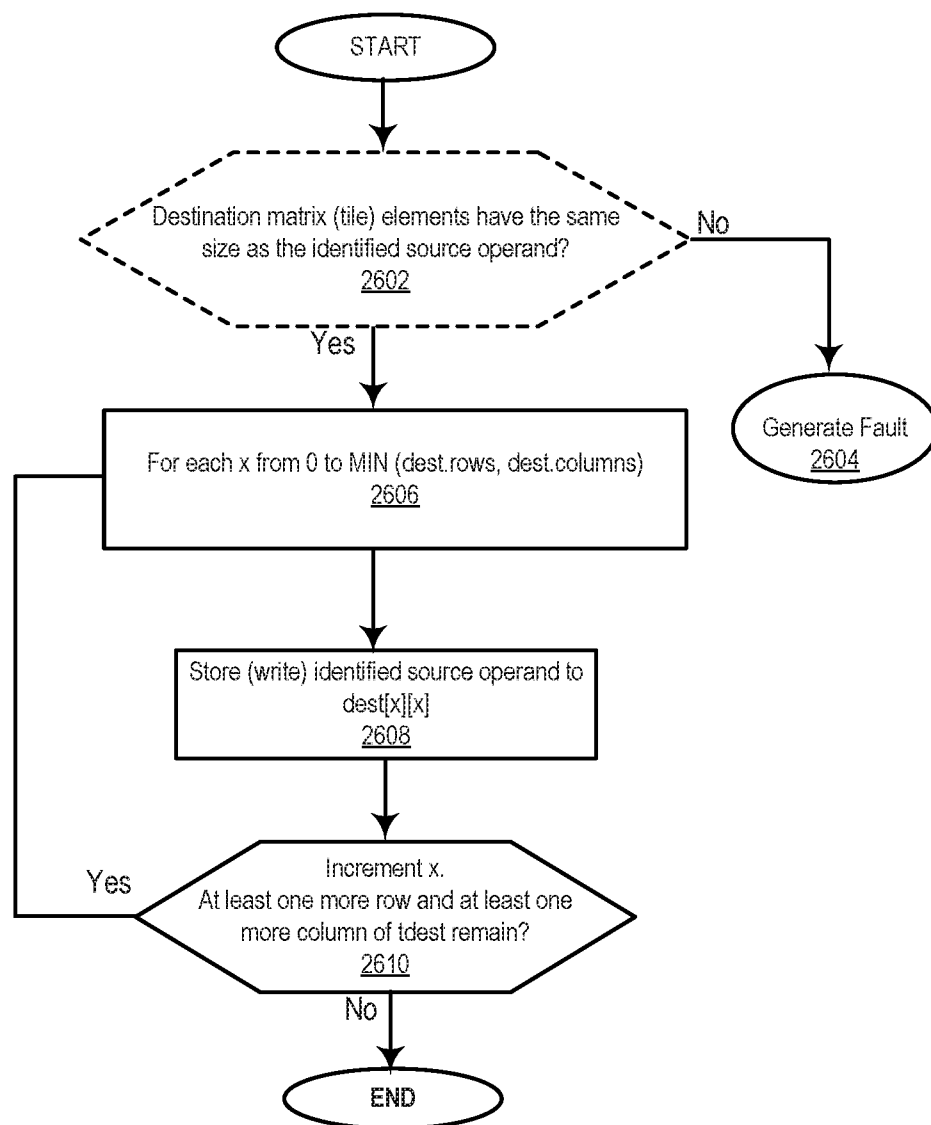 START
Destination matrix (tile) elements have the same
size as the identified source operand?
2602
No
Yes
Generate Fault
2604
For each x from 0 to MIN (dest.rows, dest.columns)
2606
Store (write) identified source operand to
dest[x][x]
2608
Yes
Increment x.
At least one more row and at least one
more column of tdest remain?
2610
No
END